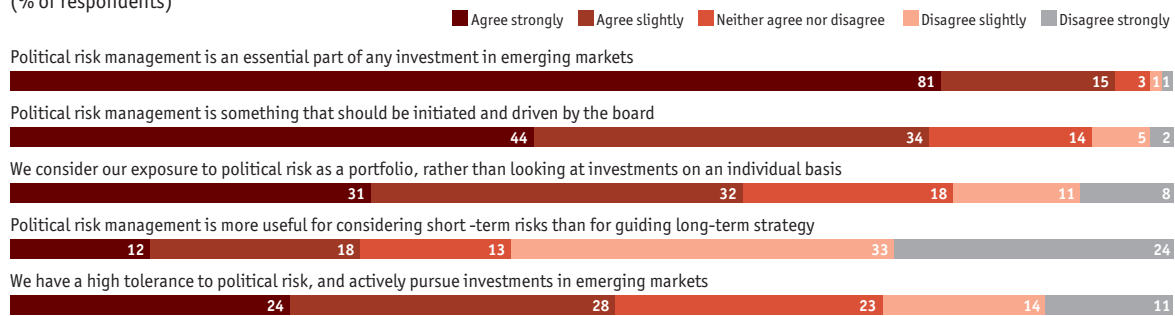 (% of respondents)
Agree strongly Agree slightly Neither agree nor disagree Disagree slightly Disagree strongly
Political risk management is an essential part of any investment in emerging markets
81 15 3 1 1
Political risk management is something that should be initiated and driven by the board
44 34 14 5 2
We consider our exposure to political risk as a portfolio, rather than looking at investments on an individual basis
31 32 18 11 8
Political risk management is more useful for considering short -term risks than for guiding long-term strategy
12 18 13 33 24
We have a high tolerance to political risk, and actively pursue investments in emerging markets
24 28 23 14 11